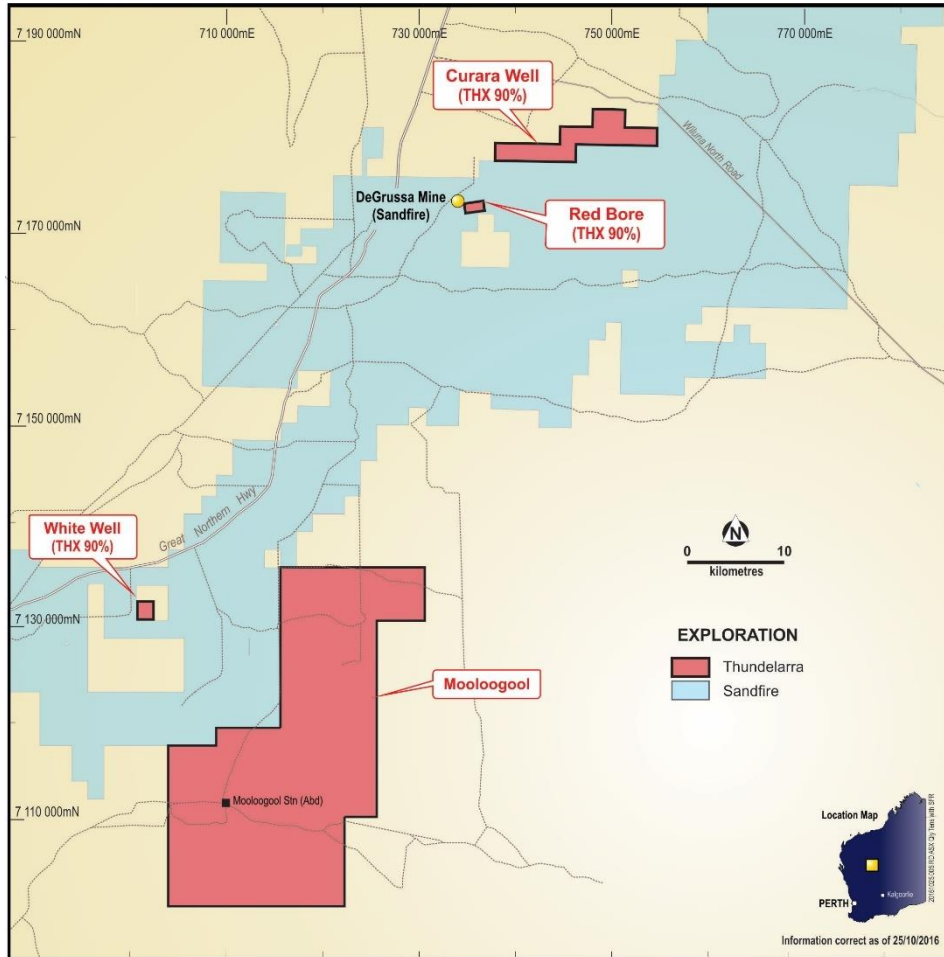 7 190 000mN
710 000mE
730 000mE
750 000mE
770 000mE
Curara Well
(THX 90%)
Wiluna North Road
DeGrussa Mine
(Sandfire)
Red Bore
(THX 90%)
7 170 000mN
7 150 000mN
Great Northern Hwy
White Well
(THX 90%)
N
0 10
kilometres
7 130 000mN
EXPLORATION
Thundelarra
Sandfire
Mooloogool
Mooloogool Stn (Abd)
7 110 000mN
Location Map
Kalgoorlie
PERTH
Information correct as of 25/10/2016